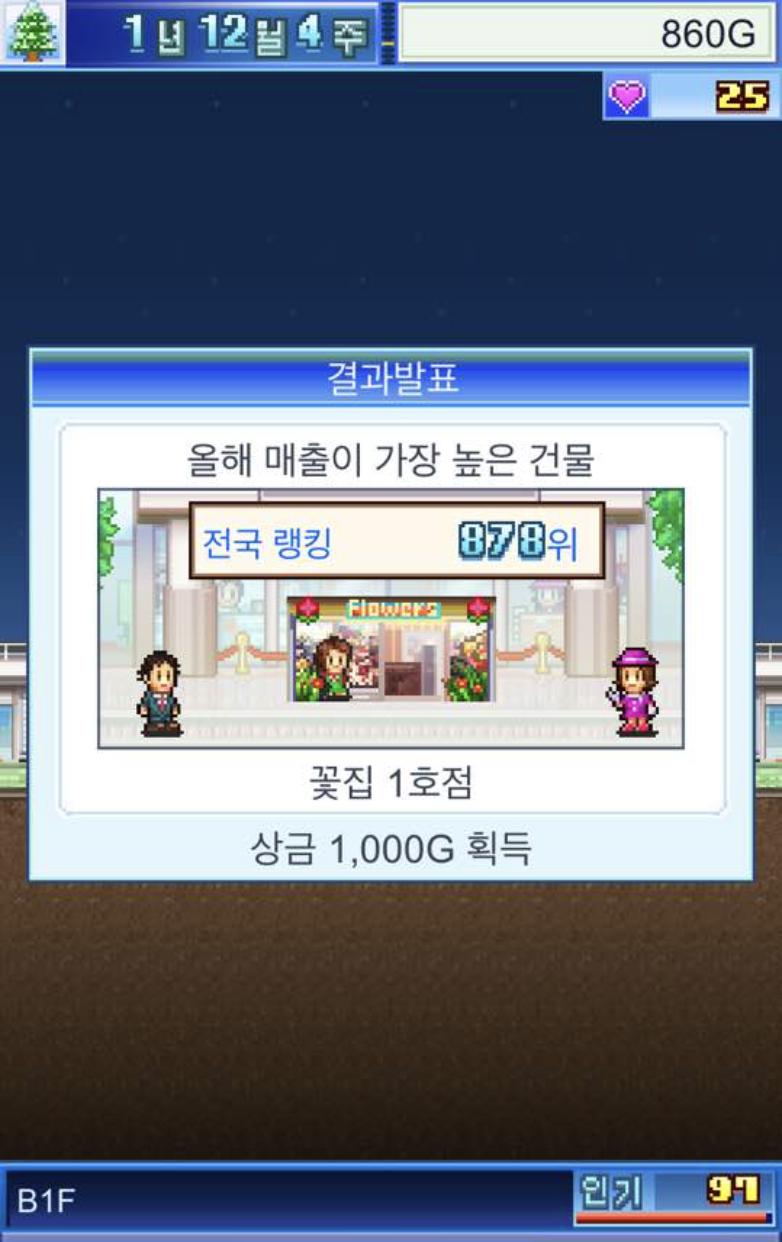 1년 12월 4주
860G
25
결과발표
올해 매출이 가장 높은 건물
전국 랭킹 878위
Flowers
꽃집 1호점
상금 1,000G 획득
B1F
인기 97